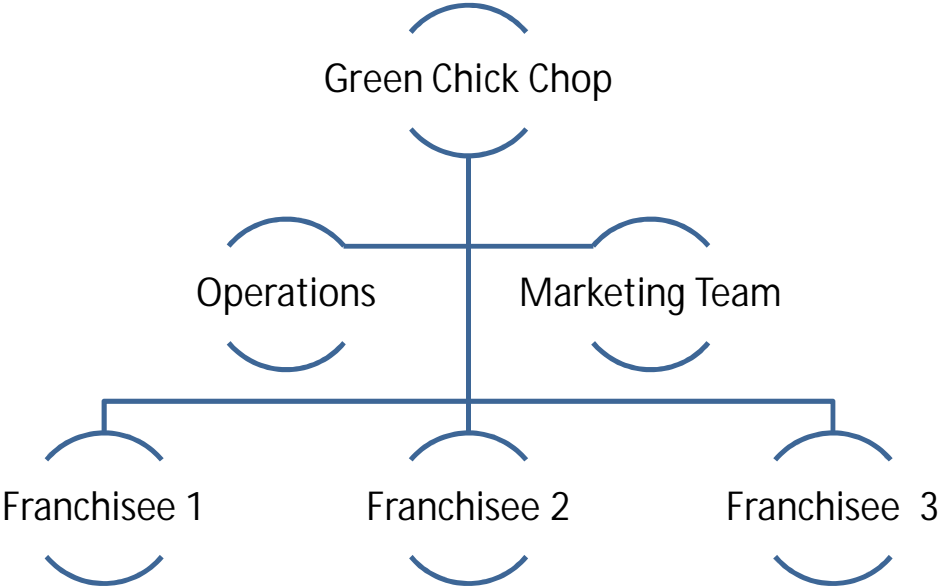 Green Chick Chop
Operations
Marketing Team
Franchisee 1
Franchisee 2
Franchisee  3